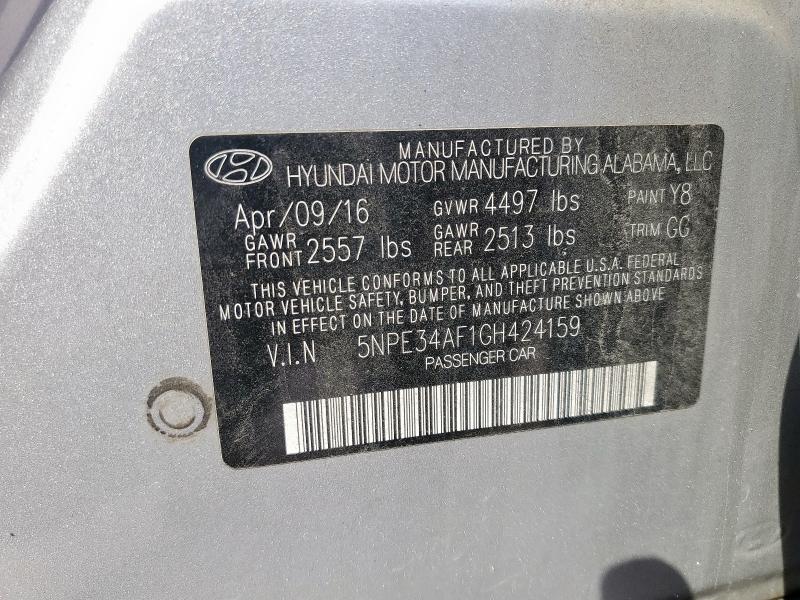 MANUFACTURED BY
HYUNDAI MOTOR MANUFACTURING ALABAMA, LLC
Apr/09/16 GVWR 4497 lbs PAINT Y8
GAWR FRONT 2557 lbs GAWR REAR 2513 lbs TRIM GG
THIS VEHICLE CONFORMS TO ALL APPLICABLE U.S.A. FEDERAL
MOTOR VEHICLE SAFETY, BUMPER, AND THEFT PREVENTION STANDARDS
IN EFFECT ON THE DATE OF MANUFACTURE SHOWN ABOVE
V.I.N 5NPE34AF1GH424159
PASSENGER CAR